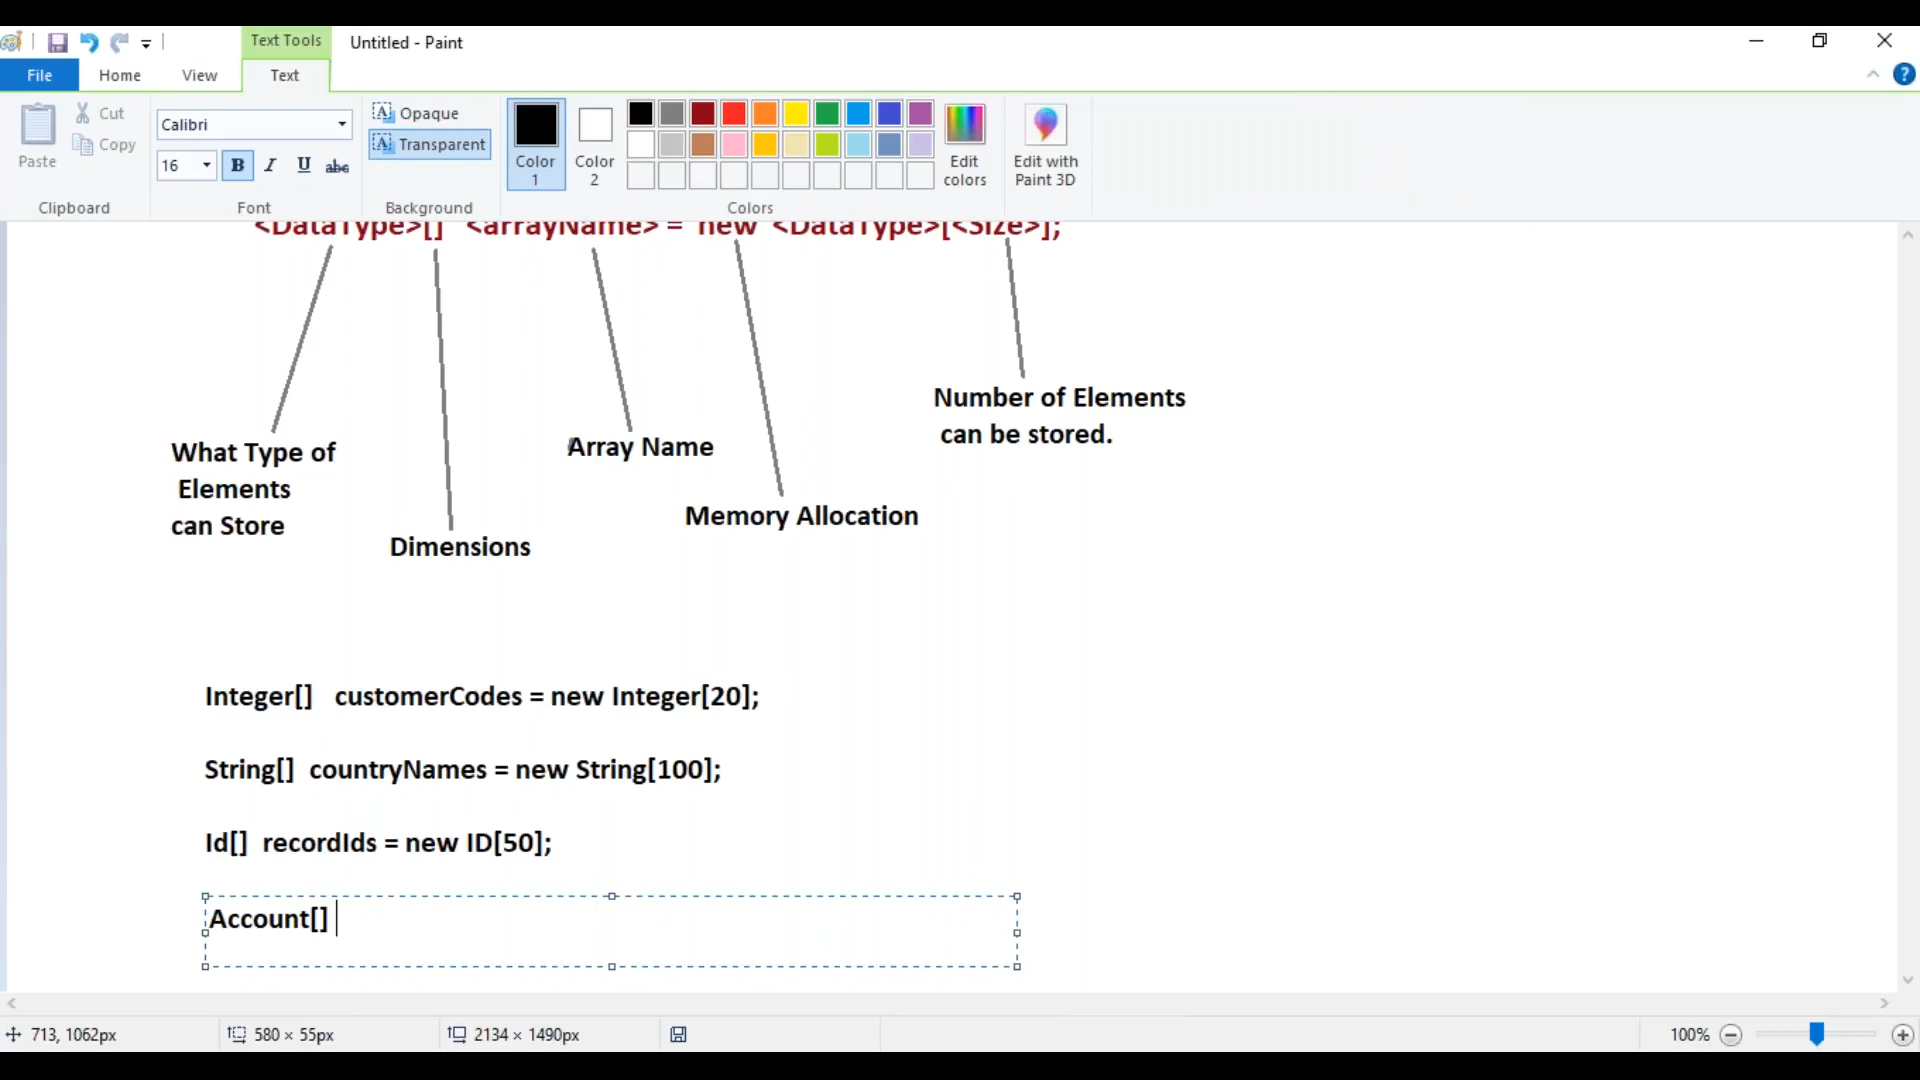 Text Tools
Untitled - Paint
File
Home
View
Text
Paste
Cut
Copy
Clipboard
Calibri
16
B
I
U
abc
Font
Opaque
Transparent
Background
Color
1
Color
2
Edit
colors
Colors
Edit with
Paint 3D
<DataType>[] <arrayName> = new <DataType>[<Size>];
What Type of
Elements
can Store
Dimensions
Array Name
Memory Allocation
Number of Elements
can be stored.
Integer[] customerCodes = new Integer[20];
String[] countryNames = new String[100];
Id[] recordIds = new ID[50];
Account[]
713, 1062px
580 × 55px
2134 × 1490px
100%